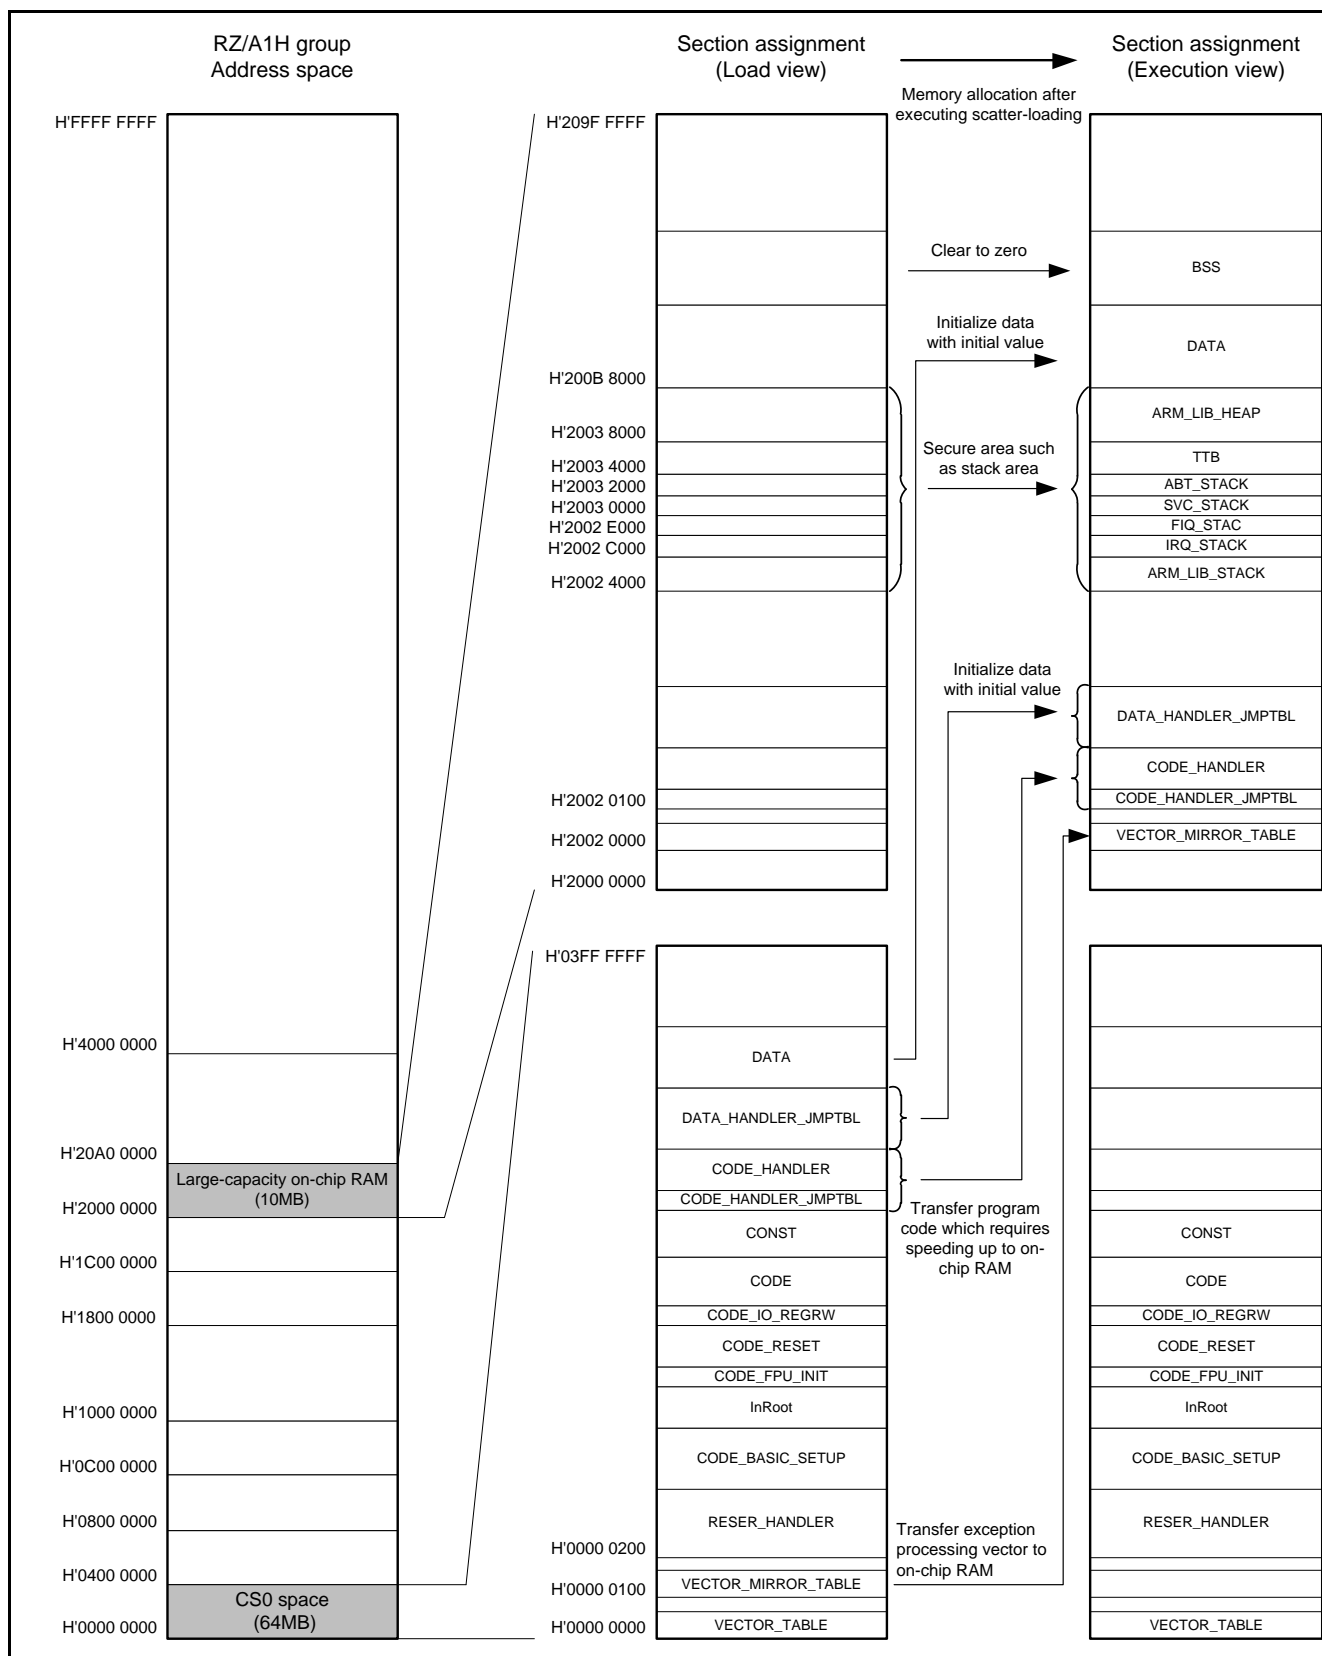 RZ/A1H group
Address space
H'FFFF FFFF
H'4000 0000
H'20A0 0000
Large-capacity on-chip RAM
(10MB)
H'2000 0000
H'1C00 0000
H'1800 0000
H'1000 0000
H'0C00 0000
H'0800 0000
H'0400 0000
CS0 space
(64MB)
H'0000 0000
Section assignment
(Load view)
H'209F FFFF
H'200B 8000
H'2003 8000
H'2003 4000
H'2003 2000
H'2003 0000
H'2002 E000
H'2002 C000
H'2002 4000
H'2002 0100
H'2002 0000
H'2000 0000
H'03FF FFFF
DATA
DATA_HANDLER_JMPTBL
CODE_HANDLER
CODE_HANDLER_JMPTBL
CONST
CODE
CODE_IO_REGRW
CODE_RESET
CODE_FPU_INIT
InRoot
CODE_BASIC_SETUP
RESER_HANDLER
H'0000 0200
VECTOR_MIRROR_TABLE
H'0000 0100
VECTOR_TABLE
H'0000 0000
Memory allocation after
executing scatter-loading
Clear to zero
Initialize data
with initial value
Secure area such
as stack area
Initialize data
with initial value
Transfer program
code which requires
speeding up to on-
chip RAM
Transfer exception
processing vector to
on-chip RAM
Section assignment
(Execution view)
BSS
DATA
ARM_LIB_HEAP
TTB
ABT_STACK
SVC_STACK
FIQ_STAC
IRQ_STACK
ARM_LIB_STACK
DATA_HANDLER_JMPTBL
CODE_HANDLER
CODE_HANDLER_JMPTBL
VECTOR_MIRROR_TABLE
CONST
CODE
CODE_IO_REGRW
CODE_RESET
CODE_FPU_INIT
InRoot
CODE_BASIC_SETUP
RESER_HANDLER
VECTOR_TABLE